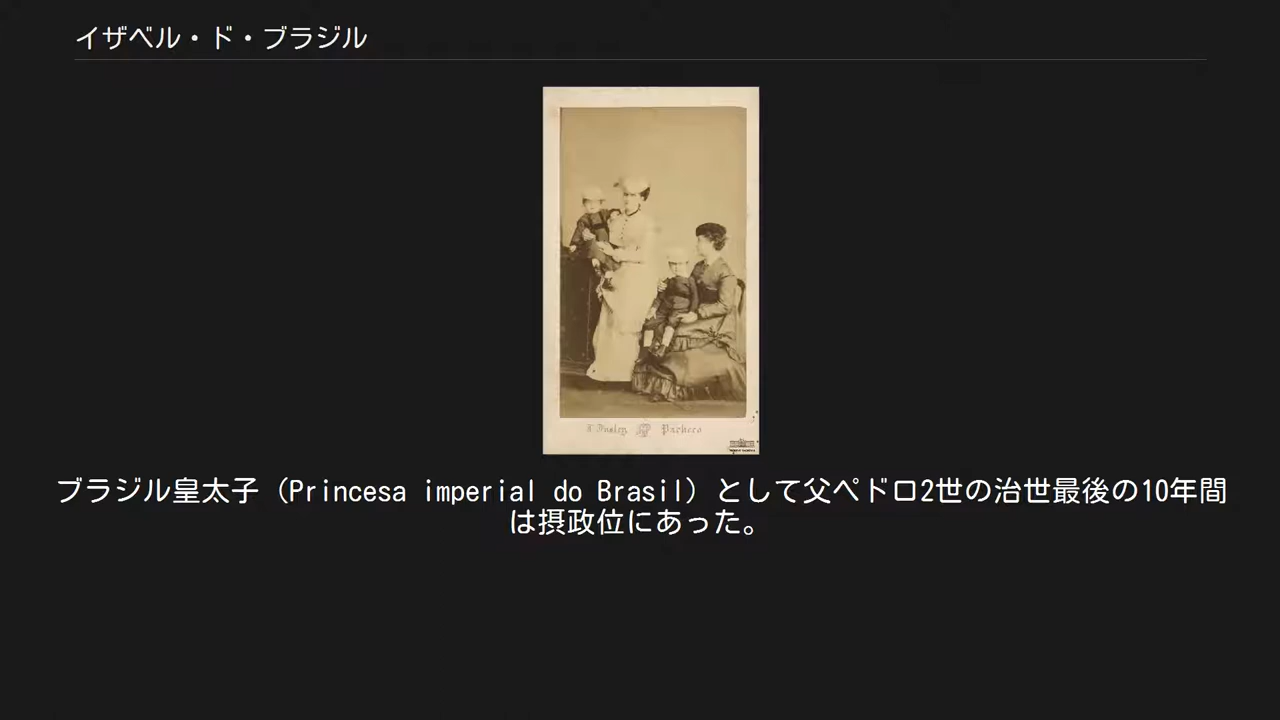 イザベル・ド・ブラジル
Pacheco
ブラジル皇太子（Princesa imperial do Brasil）として父ペドロ2世の治世最後の10年間
は摂政位にあった。